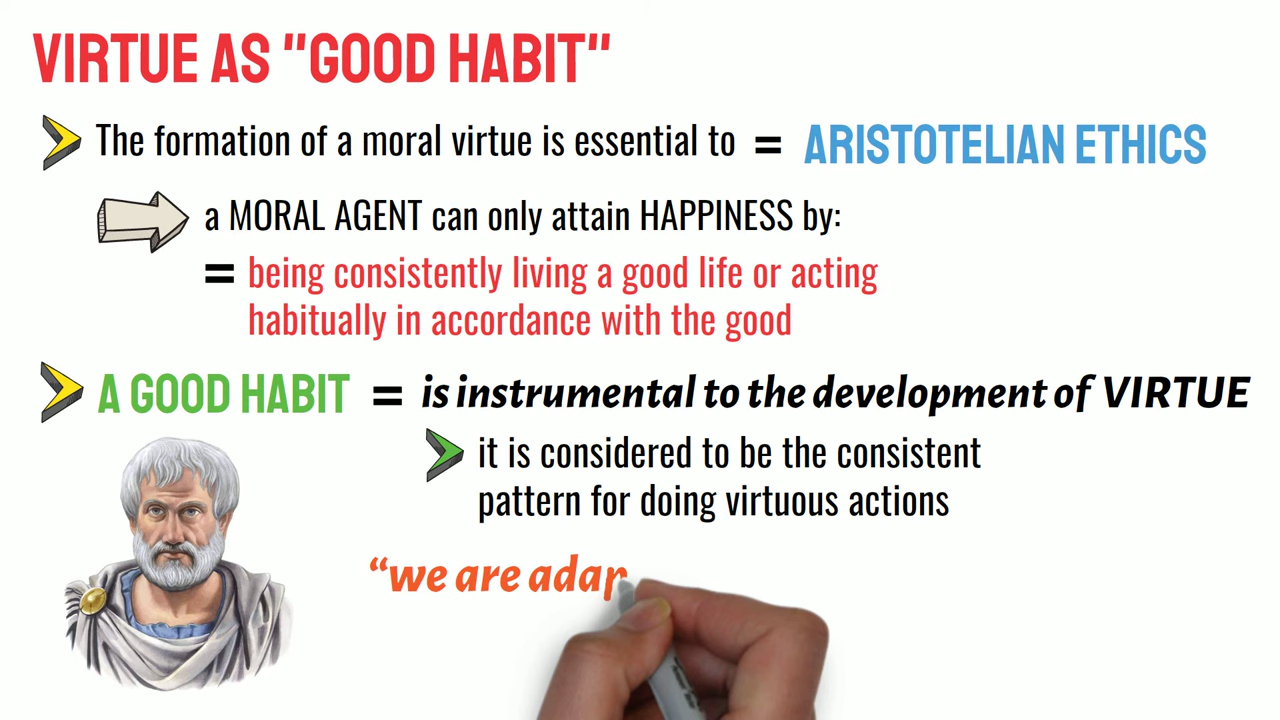 VIRTUE AS "GOOD HABIT"
The formation of a moral virtue is essential to = ARISTOTELIAN ETHICS
a MORAL AGENT can only attain HAPPINESS by:
= being consistently living a good life or acting
habitually in accordance with the good
A GOOD HABIT = is instrumental to the development of VIRTUE
it is considered to be the consistent
pattern for doing virtuous actions
“we are adap